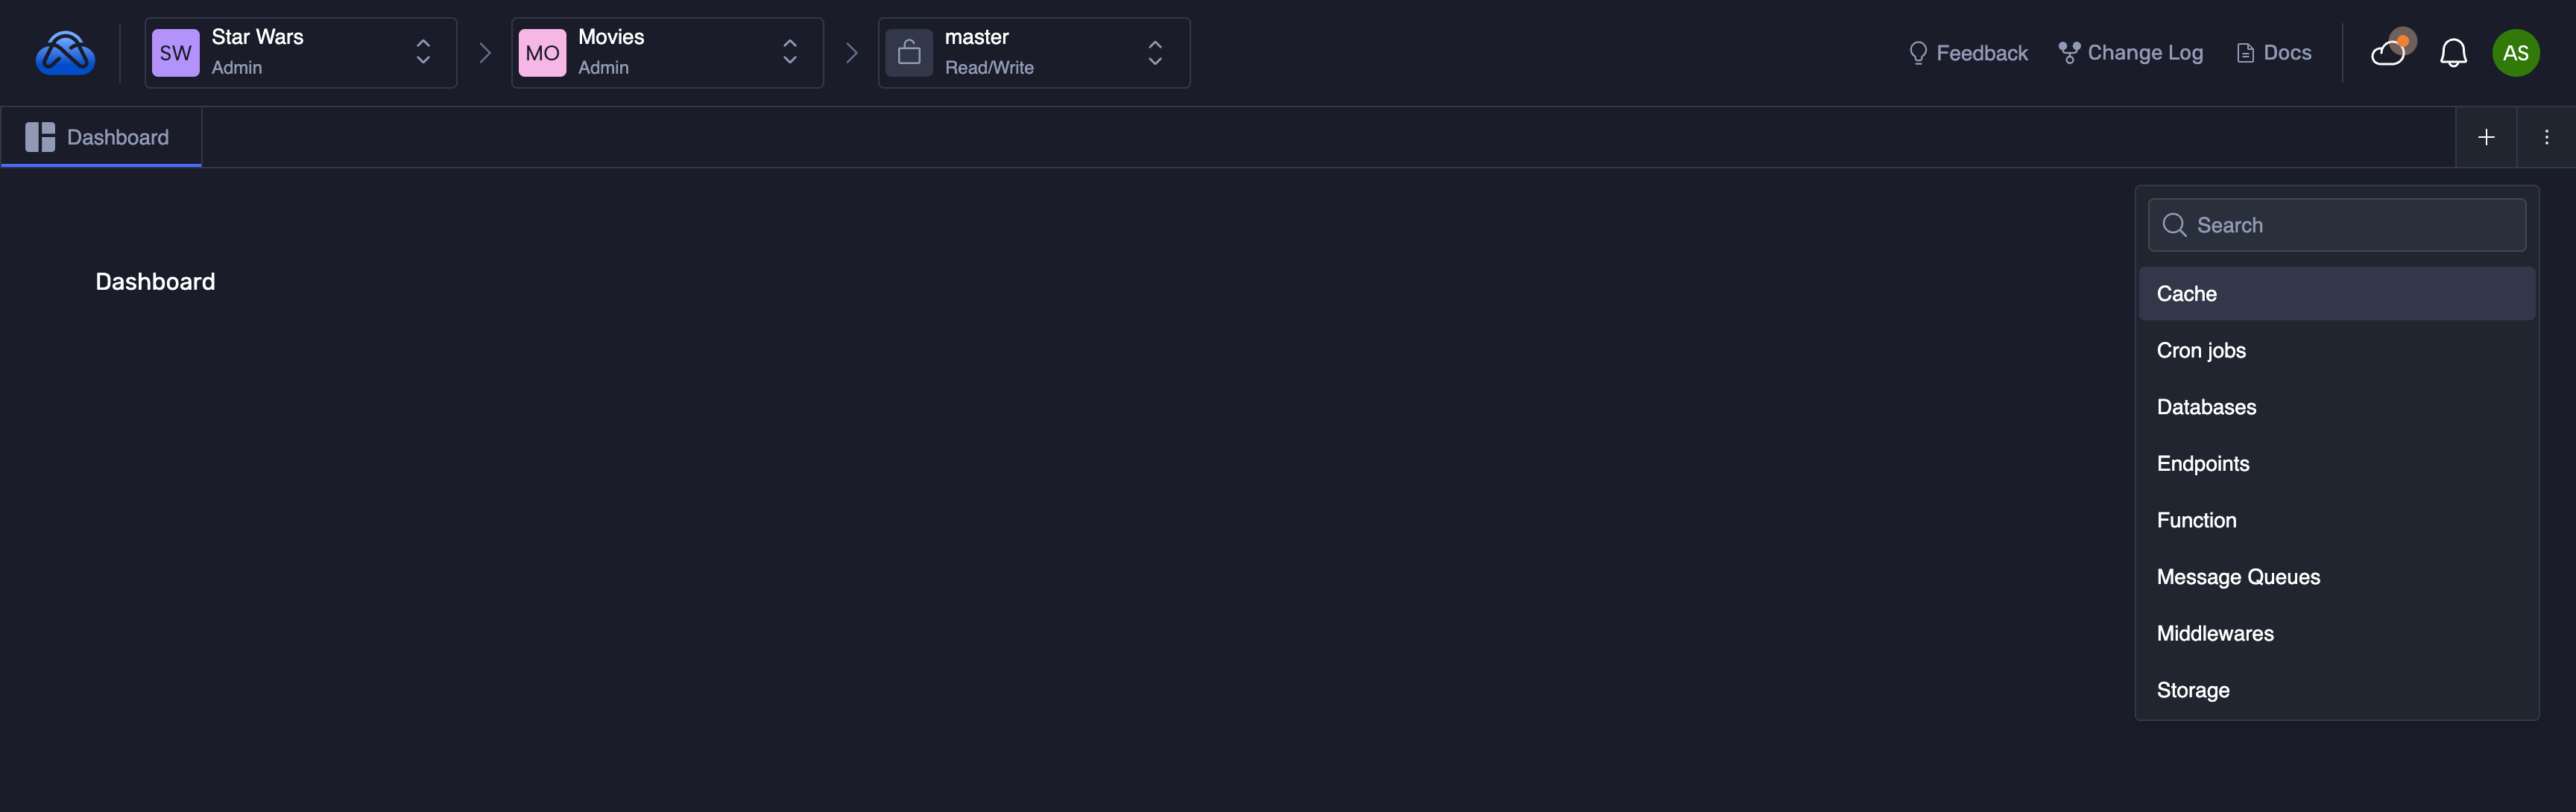 SW
Star Wars
Admin
MO
Movies
Admin
master
Read/Write
Feedback
Change Log
Docs
AS
Dashboard
Dashboard
Search
Cache
Cron jobs
Databases
Endpoints
Function
Message Queues
Middlewares
Storage